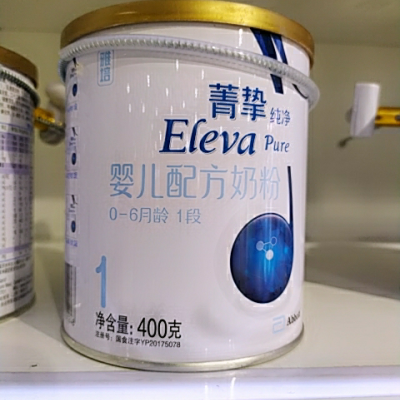 雅培
菁挚 纯净
Eleva Pure
婴儿配方奶粉
0-6月龄 1段
1
净含量: 400克
注册号: 国食注字YP20175078
Abbott